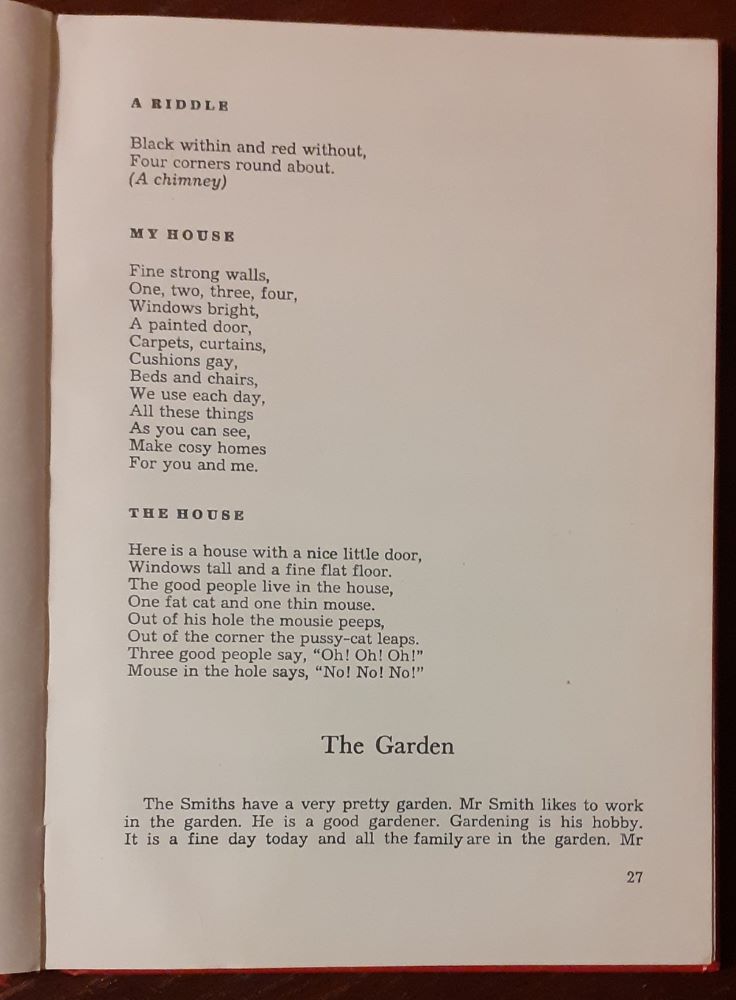 A RIDDLE
Black within and red without,
Four corners round about.
(A chimney)
MY HOUSE
Fine strong walls,
One, two, three, four,
Windows bright,
A painted door,
Carpets, curtains,
Cushions gay,
Beds and chairs,
We use each day,
All these things
As you can see,
Make cosy homes
For you and me.
THE HOUSE
Here is a house with a nice little door,
Windows tall and a fine flat floor.
The good people live in the house,
One fat cat and one thin mouse.
Out of his hole the mousie peeps,
Out of the corner the pussy-cat leaps.
Three good people say, “Oh! Oh! Oh!”
Mouse in the hole says, “No! No! No!”
The Garden
The Smiths have a very pretty garden. Mr Smith likes to work
in the garden. He is a good gardener. Gardening is his hobby.
It is a fine day today and all the family are in the garden. Mr
27